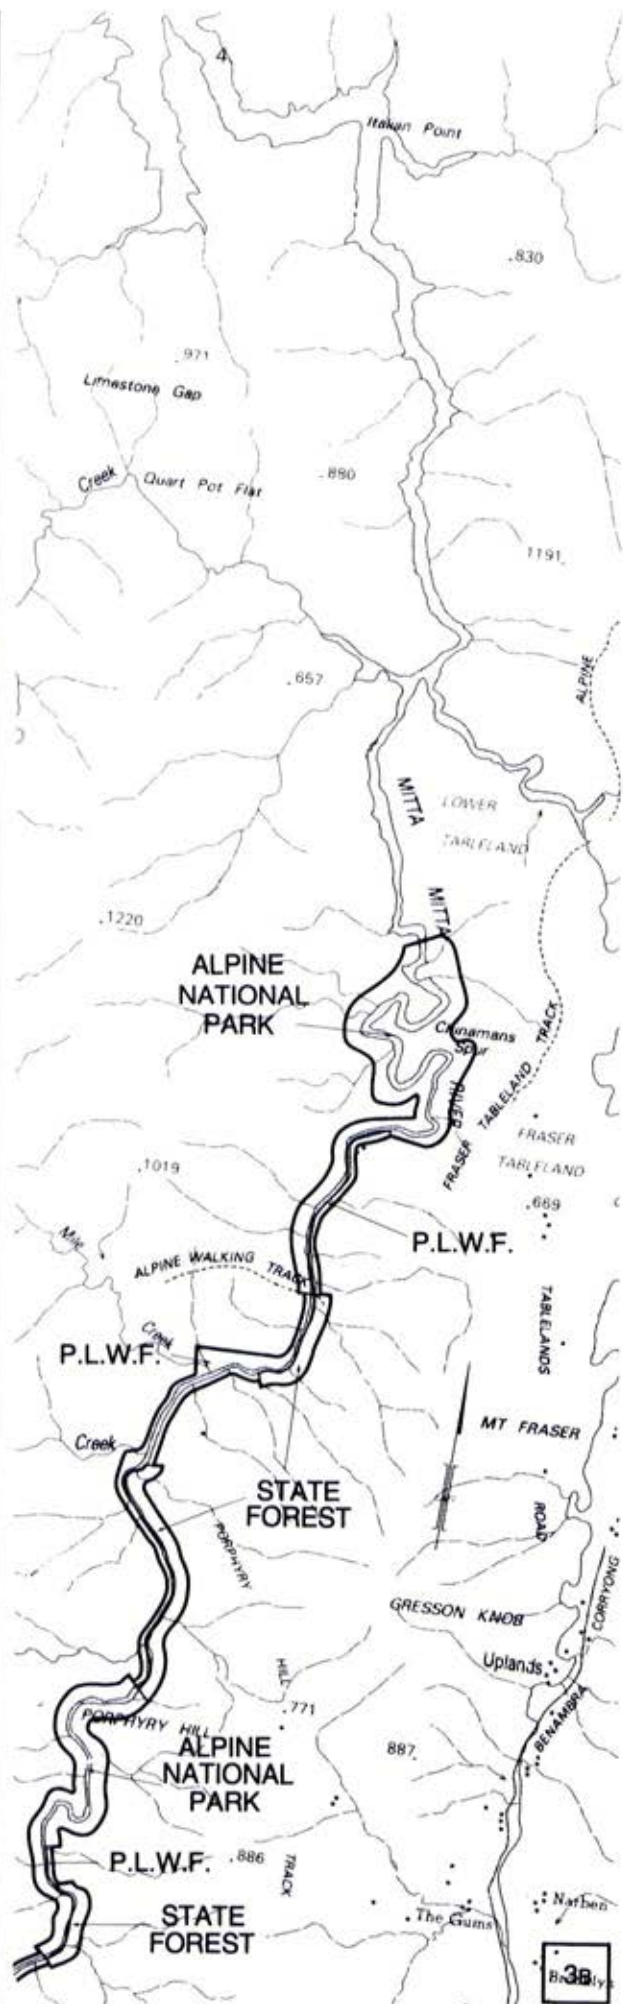 4
Italian Point
.830
.971
Limestone Gap
Creek
Quart Pot Flat
.880
1191.
ALPINE
.657
MITTA
LOWER
TABLELAND
MITTA
.1220
ALPINE
NATIONAL
PARK
Chinamans
Spur
RIVER
FRASER TABLELAND TRACK
FRASER
TABLELAND
.1019
.669
P.L.W.F.
Mile
ALPINE WALKING TRACK
TABLELANDS
Creek
P.L.W.F.
MT FRASER
Creek
STATE
FOREST
ROAD
PORPHYRY
CORRYONG
GRESSON KNOB
Uplands
HILL
.771
PORPHYRY HILL
BENAMBRA
ALPINE
NATIONAL
PARK
887.
P.L.W.F.
.886
TRACK
STATE
FOREST
The Gums
3B